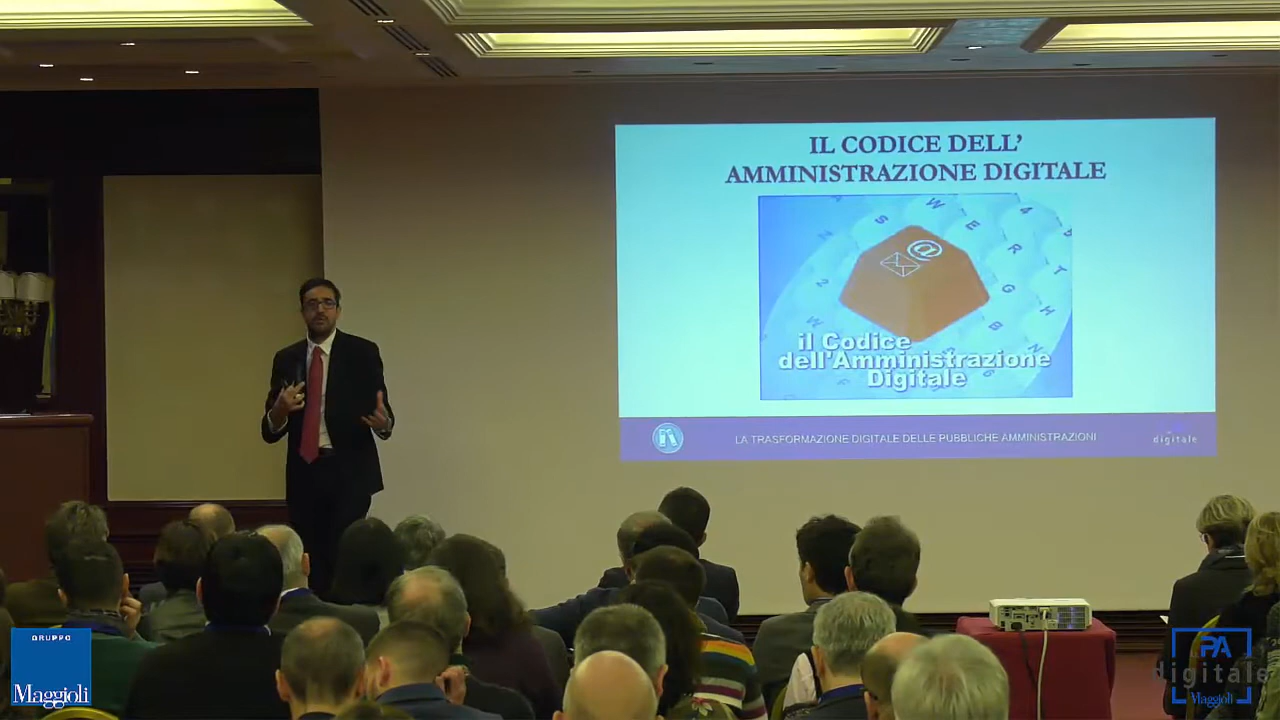 IL CODICE DELL'
AMMINISTRAZIONE DIGITALE
il Codice
dell'Amministrazione
Digitale
LA TRASFORMAZIONE DIGITALE DELLE PUBBLICHE AMMINISTRAZIONI
digitale
GRUPPO
Maggioli
PA
digitale
Maggioli